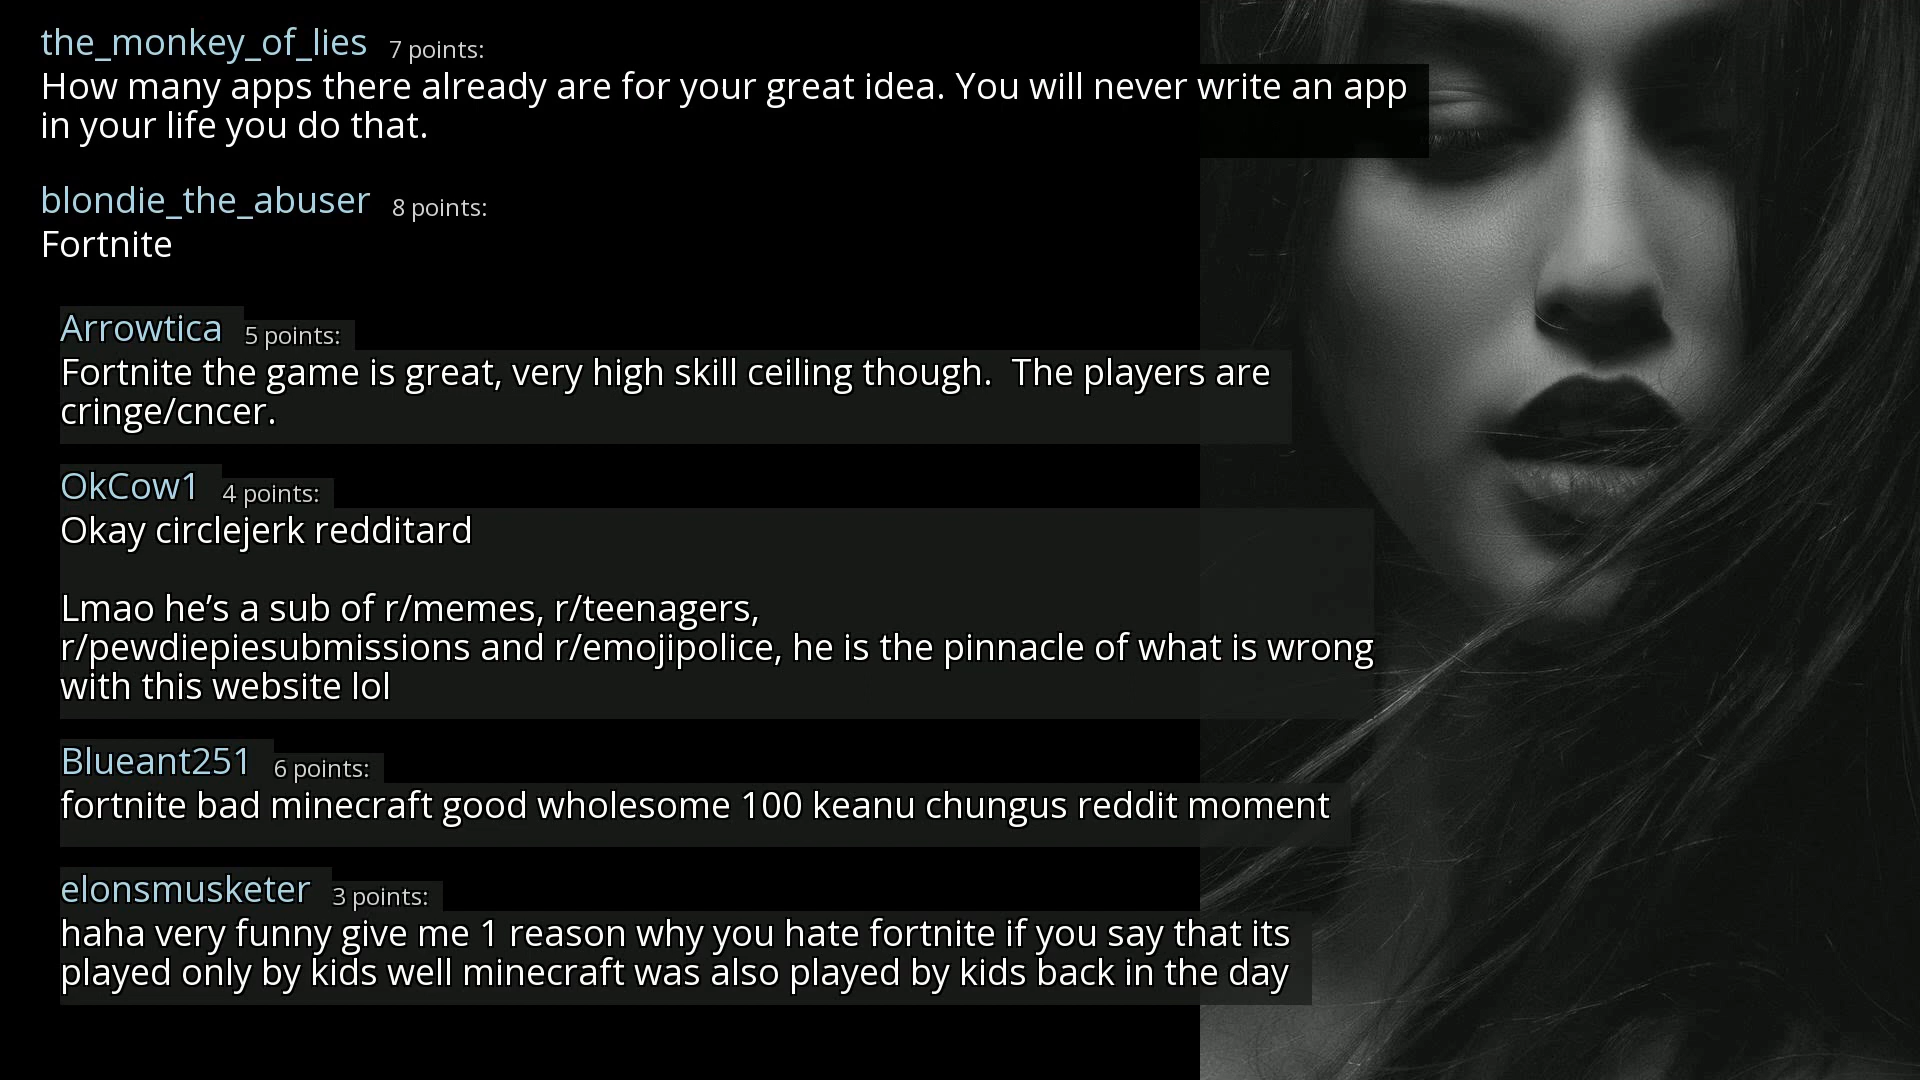 the_monkey_of_lies 7 points:
How many apps there already are for your great idea. You will never write an app
in your life you do that.
blondie_the_abuser 8 points:
Fortnite
Arrowtica 5 points:
Fortnite the game is great, very high skill ceiling though.  The players are
cringe/cncer.
OkCow1 4 points:
Okay circlejerk redditard
Lmao he’s a sub of r/memes, r/teenagers,
r/pewdiepiesubmissions and r/emojipolice, he is the pinnacle of what is wrong
with this website lol
Blueant251 6 points:
fortnite bad minecraft good wholesome 100 keanu chungus reddit moment
elonsmusketer 3 points:
haha very funny give me 1 reason why you hate fortnite if you say that its
played only by kids well minecraft was also played by kids back in the day